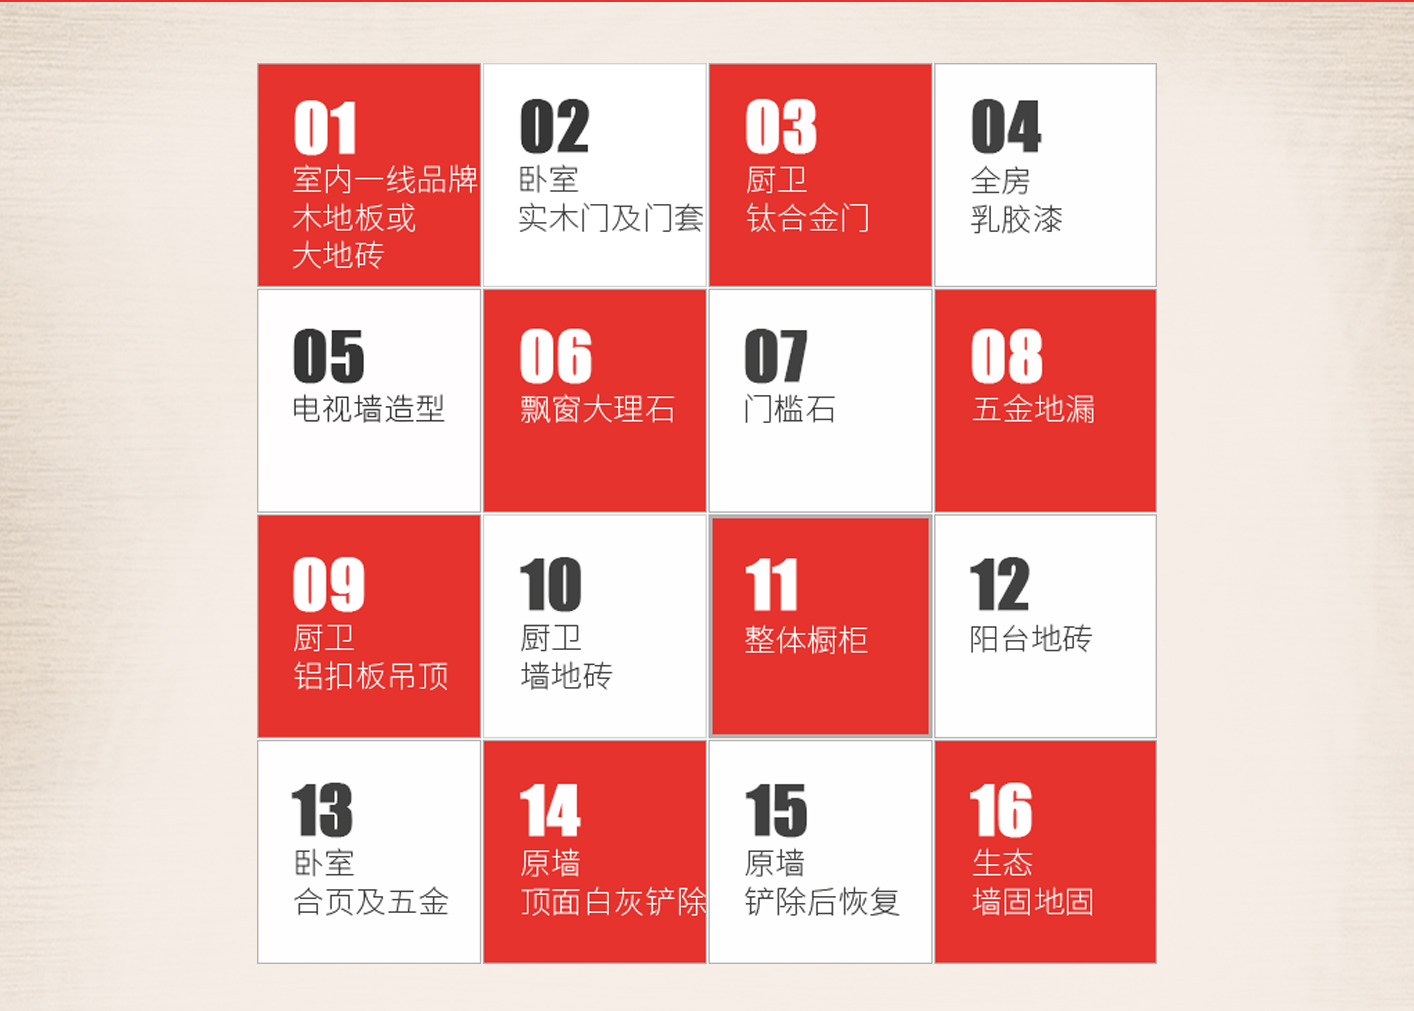 01
室内一线品牌
木地板或
大地砖
02
卧室
实木门及门套
03
厨卫
钛合金门
04
全房
乳胶漆
05
电视墙造型
06
飘窗大理石
07
门槛石
08
五金地漏
09
厨卫
铝扣板吊顶
10
厨卫
墙地砖
11
整体橱柜
12
阳台地砖
13
卧室
合页及五金
14
原墙
顶面白灰铲除
15
原墙
铲除后恢复
16
生态
墙固地固